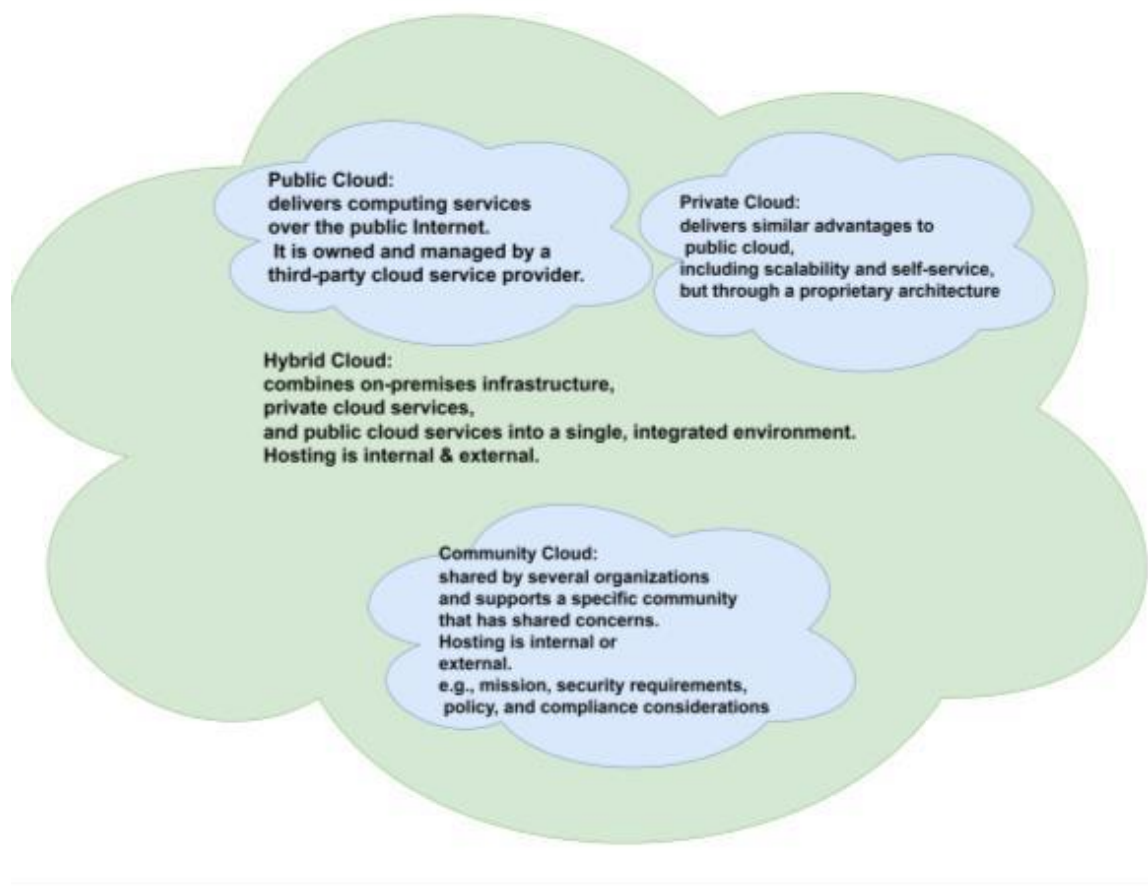 Public Cloud:
delivers computing services
over the public Internet.
It is owned and managed by a
third-party cloud service provider.
Private Cloud:
delivers similar advantages to
public cloud,
including scalability and self-service,
but through a proprietary architecture
Hybrid Cloud:
combines on-premises infrastructure,
private cloud services,
and public cloud services into a single, integrated environment.
Hosting is internal & external.
Community Cloud:
shared by several organizations
and supports a specific community
that has shared concerns.
Hosting is internal or
external.
e.g., mission, security requirements,
policy, and compliance considerations